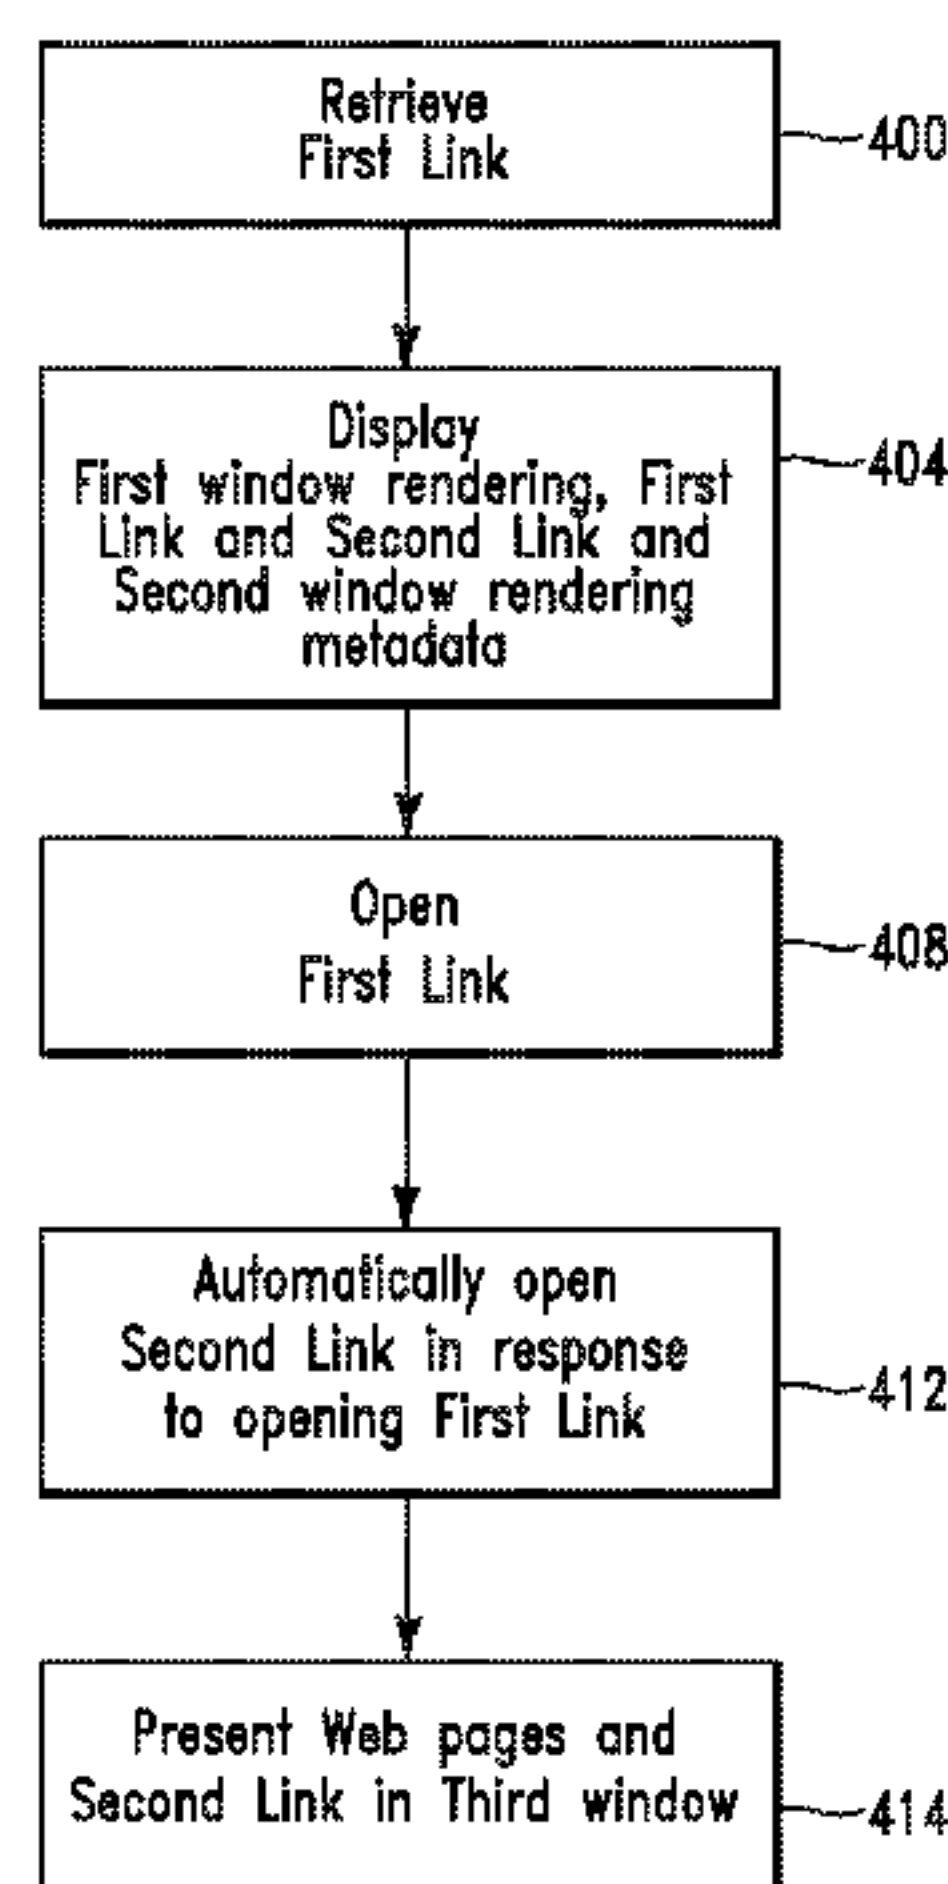 Retrieve
First Link
400
Display
First window rendering, First
Link and Second Link and
Second window rendering
metadata
404
Open
First Link
408
Automatically open
Second Link in response
to opening First Link
412
Present Web pages and
Second Link in Third window
414